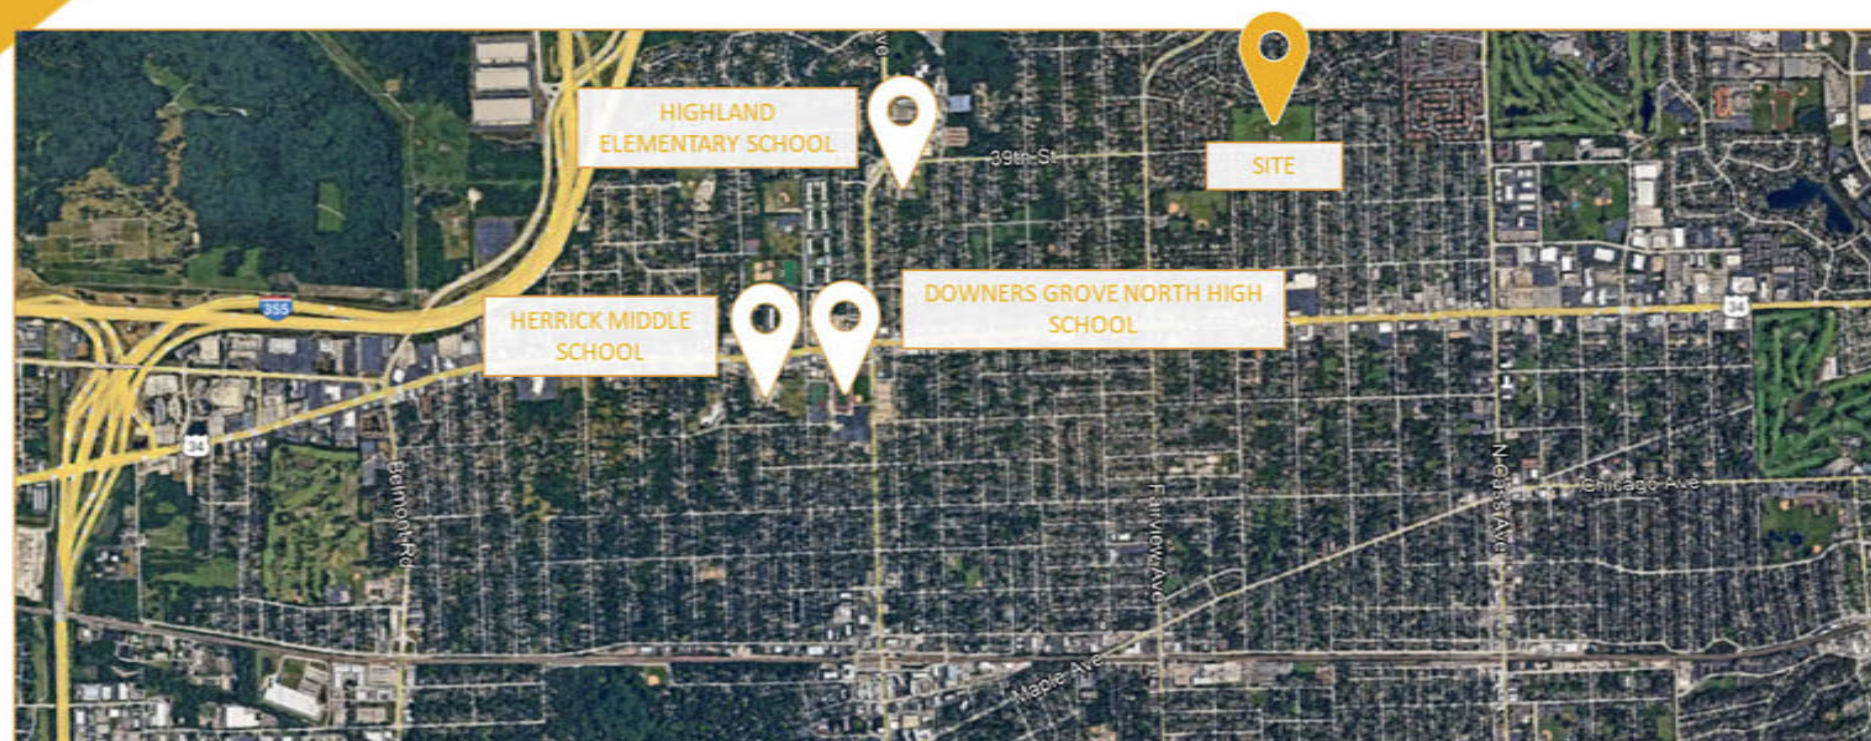 HIGHLAND
ELEMENTARY SCHOOL
39th St
SITE
DOWNERS GROVE NORTH HIGH
SCHOOL
355
HERRICK MIDDLE
SCHOOL
34
34
Belmont Rd
Fairview Ave
N Cass Ave
Chicago Ave
Maple Ave
Ave